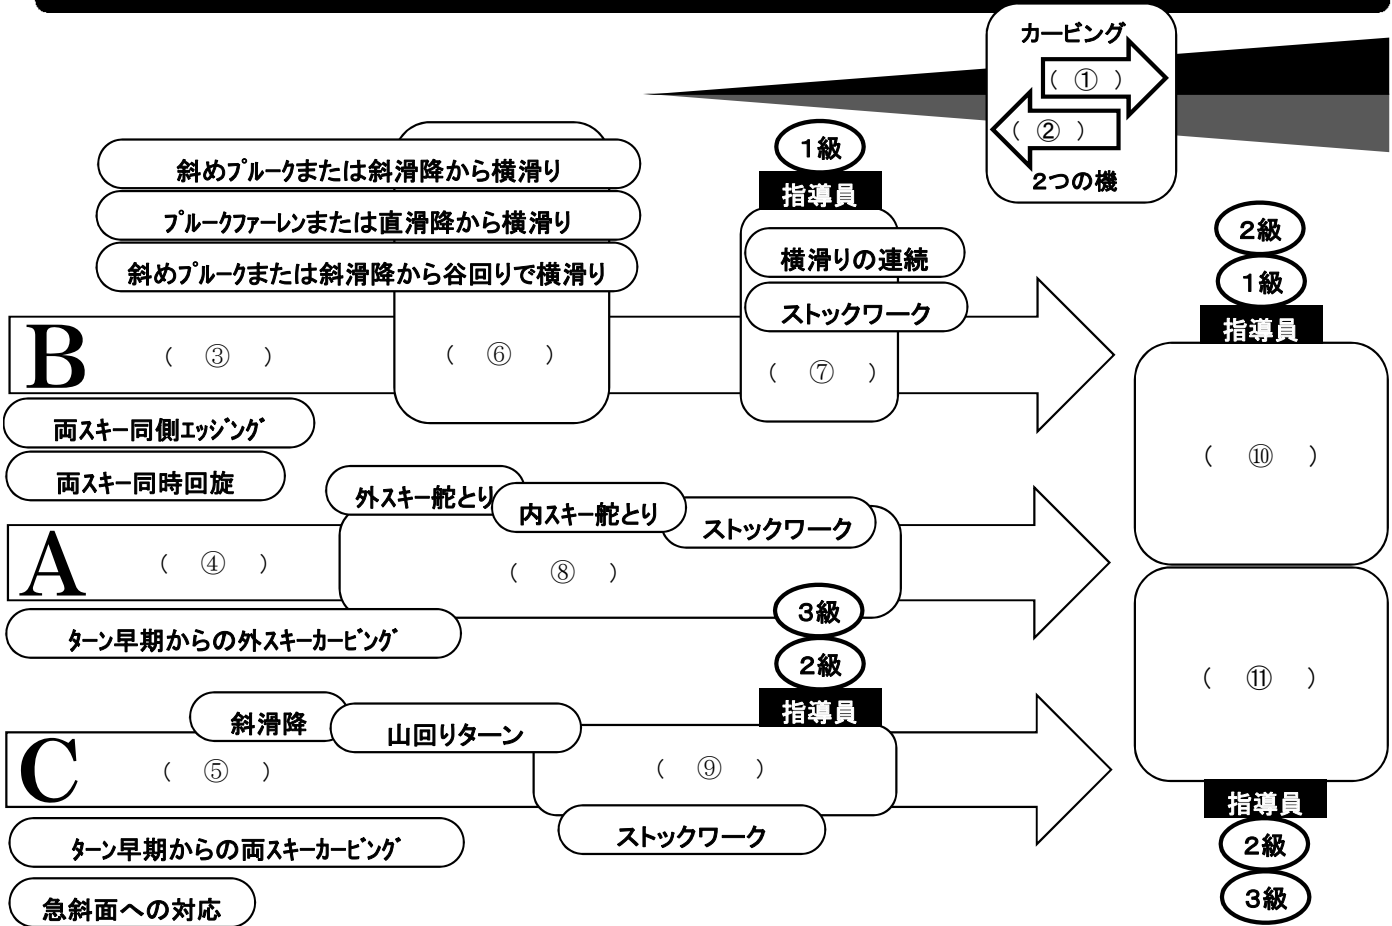 カービング
( ① )
( ② )
2つの機
1級
指導員
斜めプルークまたは斜滑降から横滑り
プルークファーレンまたは直滑降から横滑り
斜めプルークまたは斜滑降から谷回りで横滑り
横滑りの連続
ストックワーク
2級
1級
指導員
B ( ③ ) ( ⑥ ) ( ⑦ )
両スキー同側エッジング
両スキー同時回旋
( ⑩ )
外スキー舵とり
内スキー舵とり
ストックワーク
A ( ④ ) ( ⑧ )
3級
ターン早期からの外スキーカービング
2級
指導員
( ⑪ )
斜滑降
山回りターン
C ( ⑤ ) ( ⑨ )
ストックワーク
ターン早期からの両スキーカービング
急斜面への対応
指導員
2級
3級